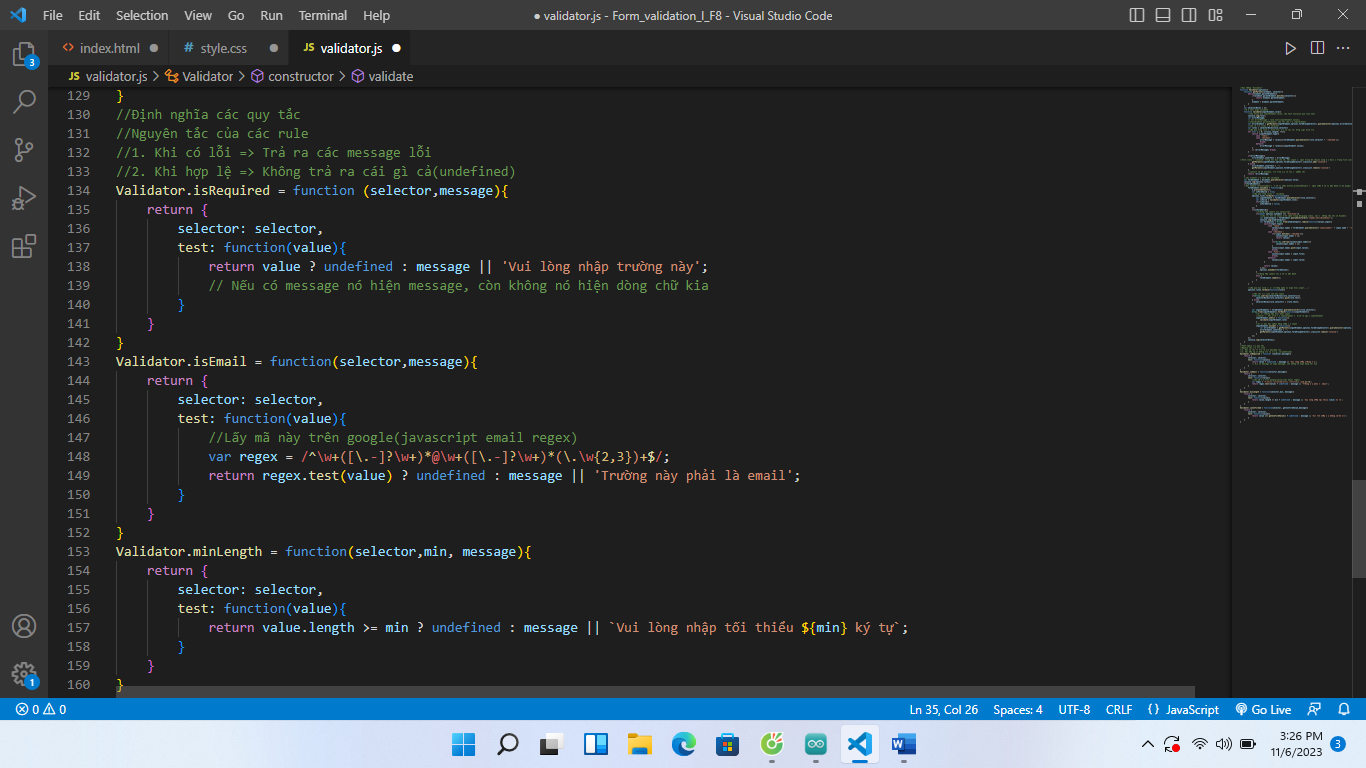 File Edit Selection View Go Run Terminal Help ● validator.js - Form_validation_I_F8 - Visual Studio Code
<> index.html ● # style.css ● JS validator.js ●
JS validator.js > Validator > constructor > validate
129 }
130 //Định nghĩa các quy tắc
131 //Nguyên tắc của các rule
132 //1. Khi có lỗi => Trả ra các message lỗi
133 //2. Khi hợp lệ => Không trả ra cái gì cả(undefined)
134 Validator.isRequired = function (selector,message){
135     return {
136         selector: selector,
137         test: function(value){
138             return value ? undefined : message || 'Vui lòng nhập trường này';
139             // Nếu có message nó hiện message, còn không nó hiện dòng chữ kia
140         }
141     }
142 }
143 Validator.isEmail = function(selector,message){
144     return {
145         selector: selector,
146         test: function(value){
147             //Lấy mã này trên google(javascript email regex)
148             var regex = /^\w+([\.-]?\w+)*@\w+([\.-]?\w+)*(\.\w{2,3})+$/;
149             return regex.test(value) ? undefined : message || 'Trường này phải là email';
150         }
151     }
152 }
153 Validator.minLength = function(selector,min, message){
154     return {
155         selector: selector,
156         test: function(value){
157             return value.length >= min ? undefined : message || `Vui lòng nhập tối thiểu ${min} ký tự`;
158         }
159     }
160 }
3
1
0 0 Ln 35, Col 26 Spaces: 4 UTF-8 CRLF {} JavaScript Go Live
3:26 PM
11/6/2023 3